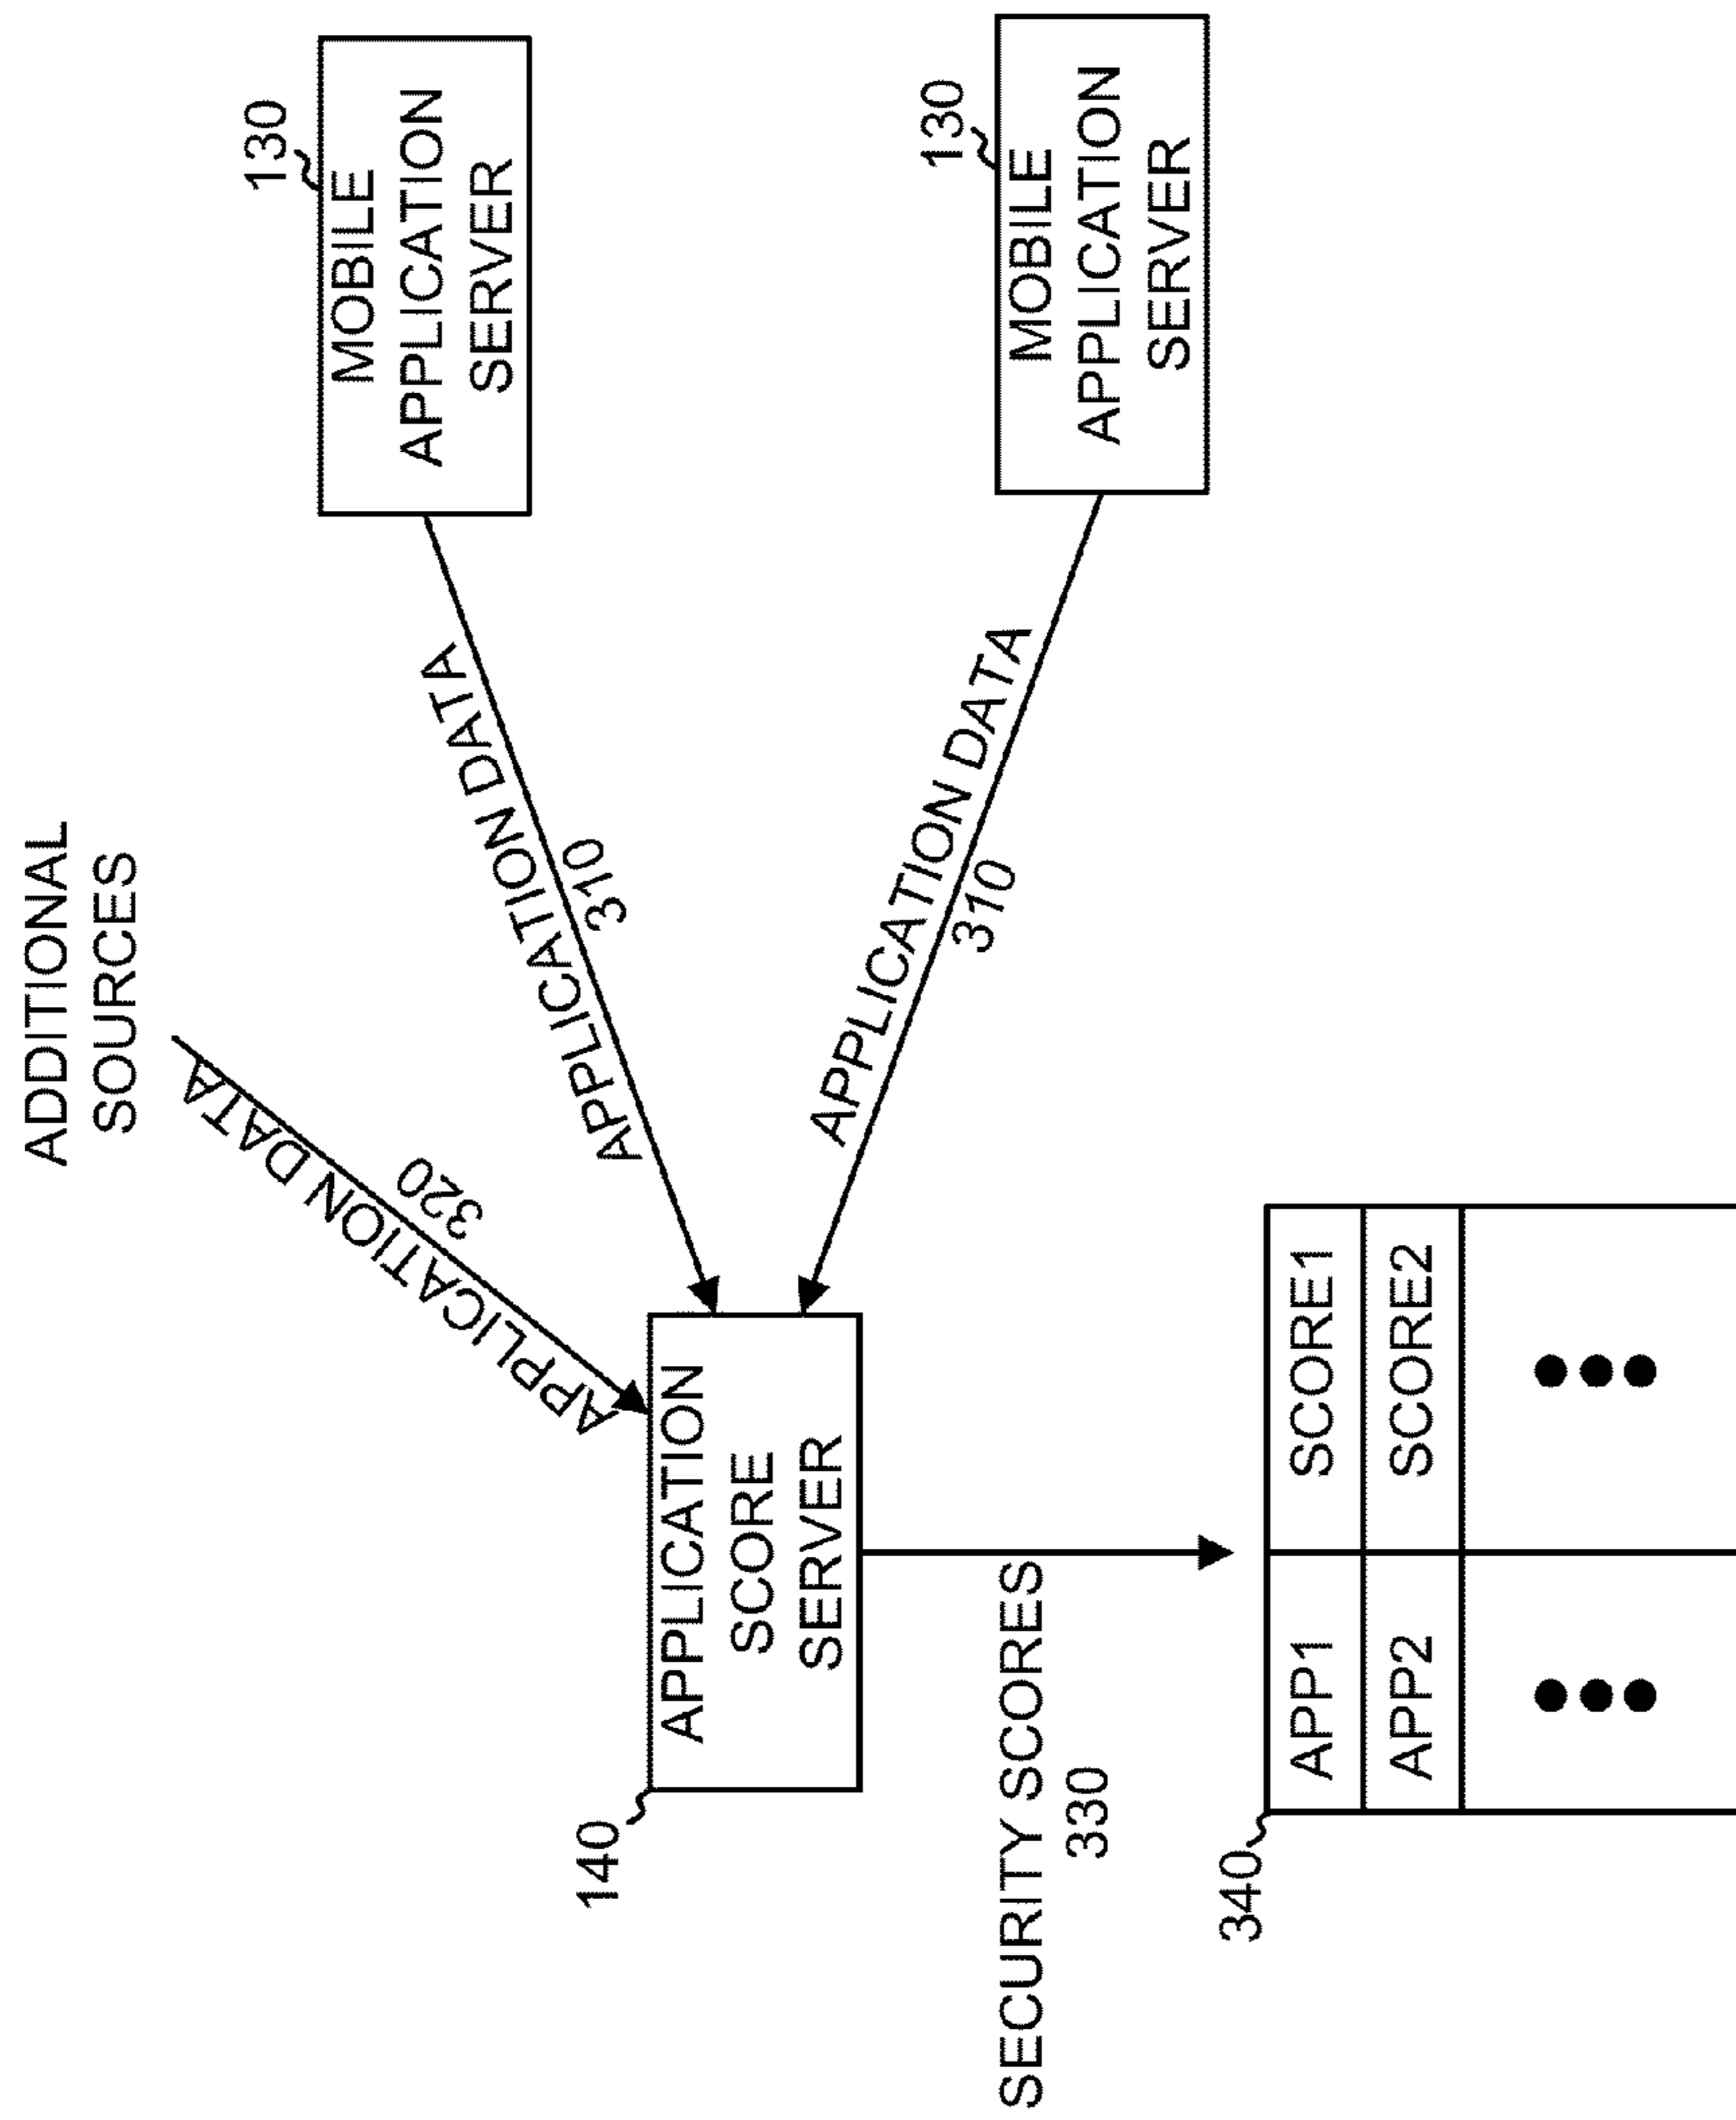 ADDITIONAL
SOURCES
APPLICATION DATA
320
130
MOBILE
APPLICATION
SERVER
APPLICATION DATA
310
140
APPLICATION
SCORE
SERVER
130
MOBILE
APPLICATION
SERVER
APPLICATION DATA
310
SECURITY SCORES
330
340
APP1 SCORE1
APP2 SCORE2